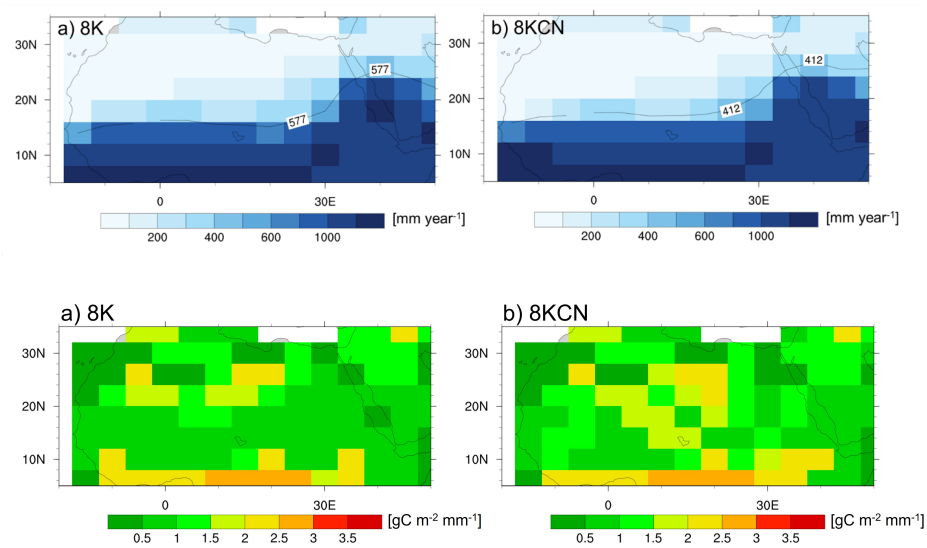 a) 8K
b) 8KCN
30N
20N
10N
577
577
0
30E
200 400 600 1000
[mm year-1]
30N
20N
10N
412
412
0
30E
200 400 600 1000
[mm year-1]
a) 8K
b) 8KCN
30N
20N
10N
0
30E
0.5 1 1.5 2 2.5 3 3.5
[gC m-2 mm-1]
30N
20N
10N
0
30E
0.5 1 1.5 2 2.5 3 3.5
[gC m-2 mm-1]